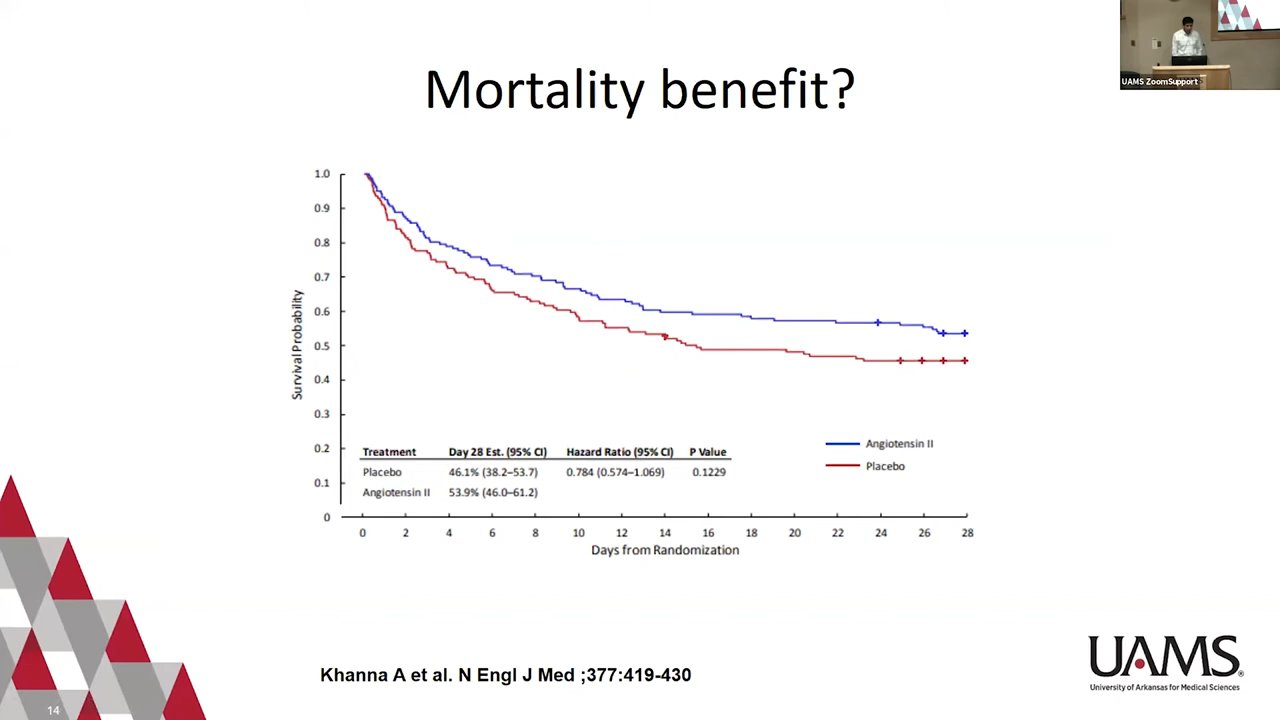 UAMS ZoomSupport
Mortality benefit?
1.0
0.9
0.8
0.7
0.6
0.5
0.4
0.3
0.2
0.1
0
Survival Probability
Treatment Day 28 Est. (95% CI) Hazard Ratio (95% CI) P Value
Placebo 46.1% (38.2–53.7) 0.784 (0.574–1.069) 0.1229
Angiotensin II 53.9% (46.0–61.2)
Angiotensin II
Placebo
0 2 4 6 8 10 12 14 16 18 20 22 24 26 28
Days from Randomization
Khanna A et al. N Engl J Med ;377:419-430
UAMS®
University of Arkansas for Medical Sciences
14